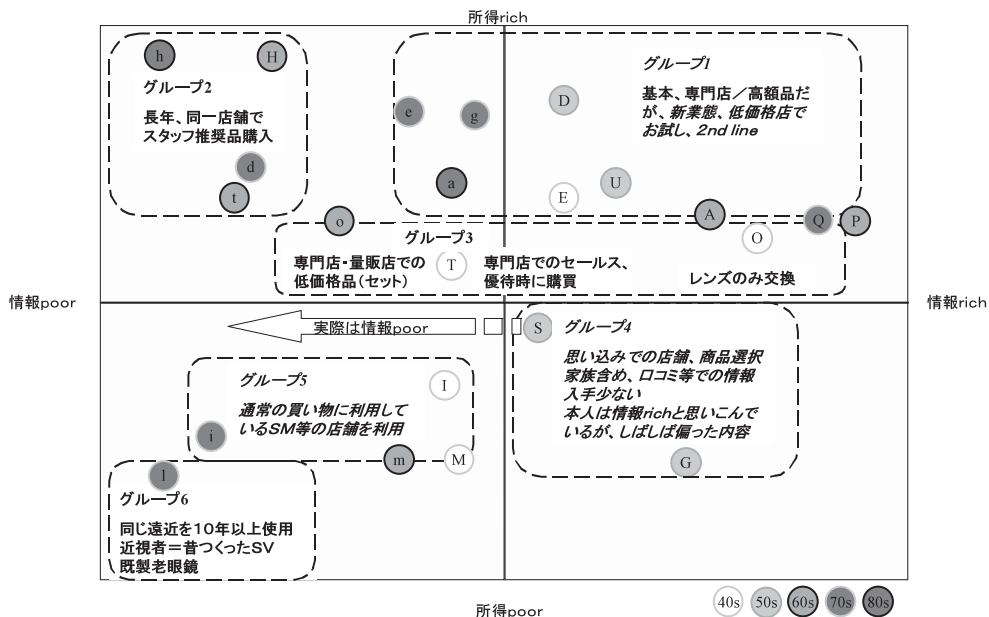 所得rich
h
H
グループ2
長年、同一店舗で
スタッフ推奨品購入
d
t
e
g
a
D
U
E
グループ1
基本、専門店/高額品だ
が、新業態、低価格店で
お試し、2nd line
A
Q
P
o
グループ3
専門店・量販店での
低価格品(セット)
T
専門店でのセールス、
優待時に購買
O
レンズのみ交換
情報poor
情報rich
実際は情報poor
S
グループ4
思い込みでの店舗、商品選択
家族含め、口コミ等での情報
入手少ない
本人は情報richと思いこんで
いるが、しばしば偏った内容
G
グループ5
I
通常の買い物に利用して
いるSM等の店舗を利用
i
m
M
l
グループ6
同じ遠近を10年以上使用
近視者=昔つくったSV
既製老眼鏡
所得poor
40s 50s 60s 70s 80s